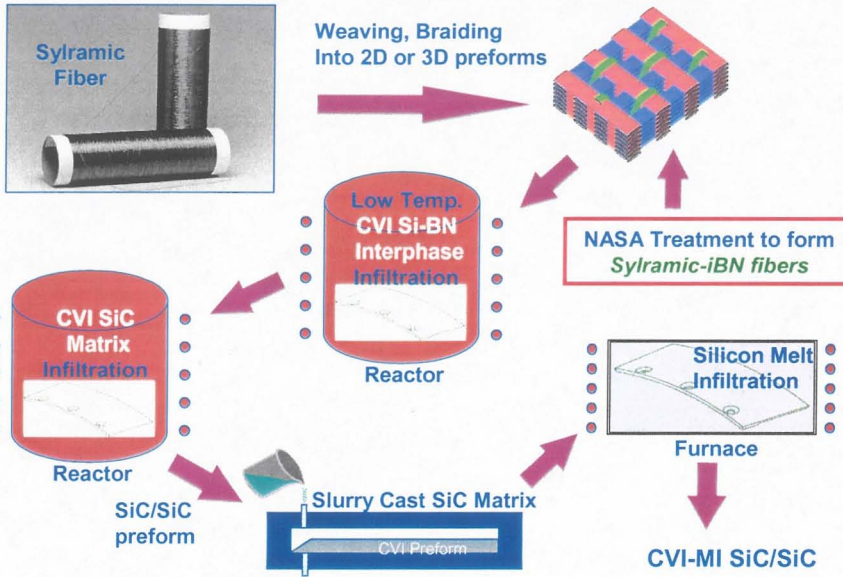 Sylramic
Fiber
Weaving, Braiding
Into 2D or 3D preforms
Low Temp.
CVI Si-BN
Interphase
Infiltration
Reactor
NASA Treatment to form
Sylramic-iBN fibers
CVI SiC
Matrix
Infiltration
Reactor
Silicon Melt
Infiltration
Furnace
SiC/SiC
preform
Slurry Cast SiC Matrix
CVI Preform
CVI-MI SiC/SiC